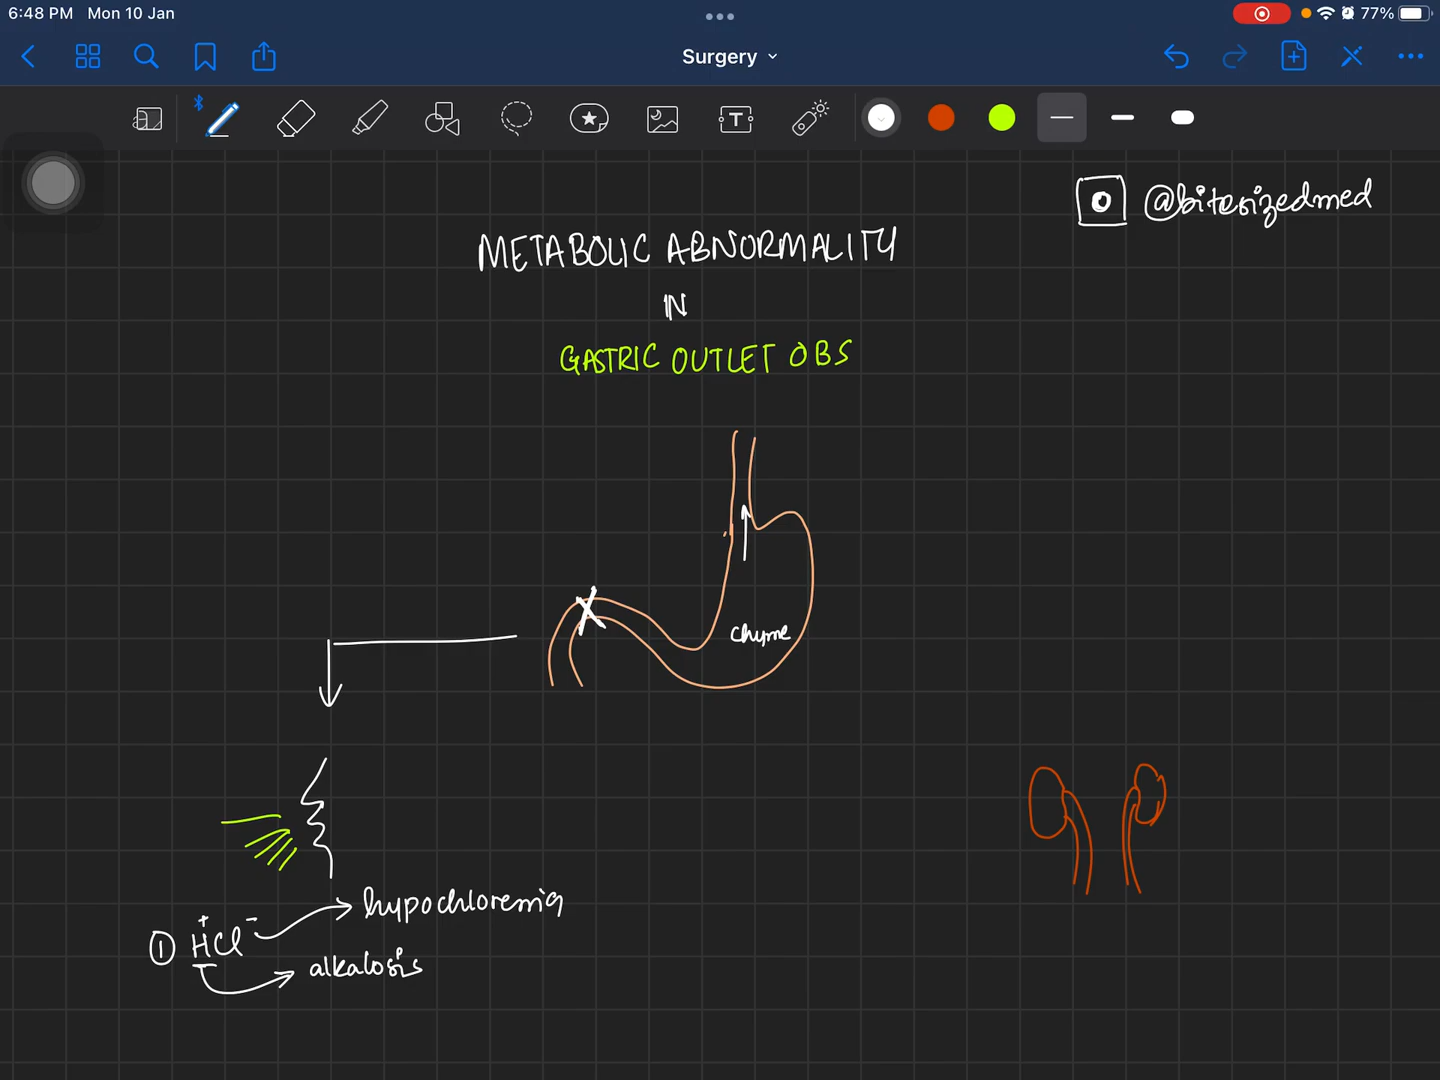 6:48 PM Mon 10 Jan
77%
Surgery
T
@bitesizedmed
METABOLIC ABNORMALITY
IN
GASTRIC OUTLET OBS
X
chyme
hypochloremia
① H⁺Cl⁻
alkalosis